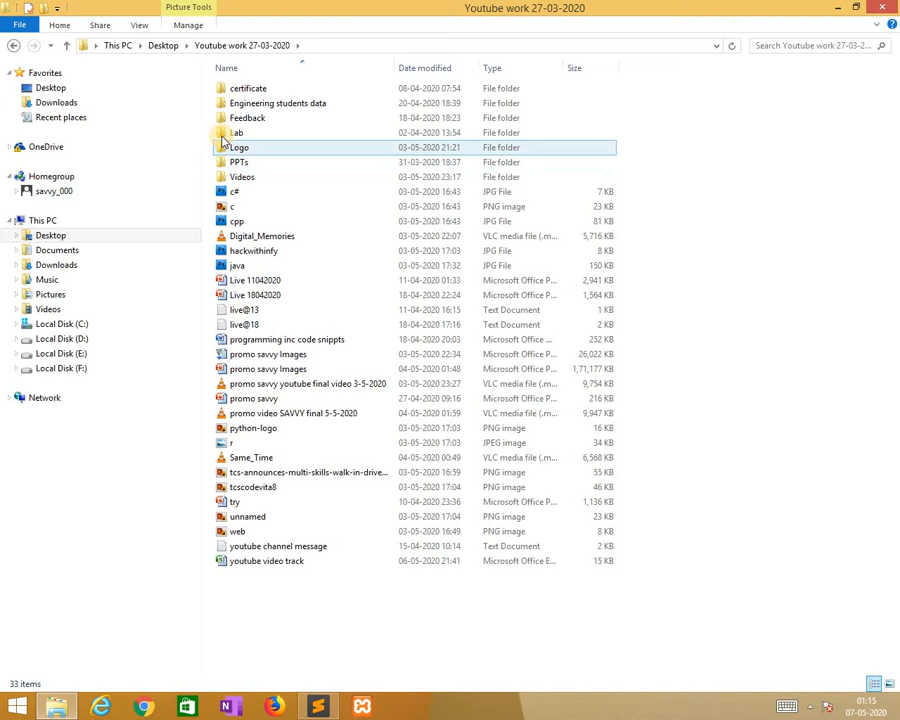 Picture Tools
Youtube work 27-03-2020
File Home Share View Manage
This PC Desktop Youtube work 27-03-2020
Search Youtube work 27-03-2...
Favorites
Desktop
Downloads
Recent places
OneDrive
Homegroup
savvy_000
This PC
Desktop
Documents
Downloads
Music
Pictures
Videos
Local Disk (C:)
Local Disk (D:)
Local Disk (E:)
Local Disk (F:)
Network
Name Date modified Type Size
certificate 08-04-2020 07:54 File folder
Engineering students data 20-04-2020 18:39 File folder
Feedback 18-04-2020 18:23 File folder
Lab 02-04-2020 13:54 File folder
Logo 03-05-2020 21:21 File folder
PPTs 31-03-2020 18:37 File folder
Videos 03-05-2020 23:17 File folder
c# 03-05-2020 16:43 JPG File 7 KB
c 03-05-2020 16:43 PNG image 23 KB
cpp 03-05-2020 16:43 JPG File 81 KB
Digital_Memories 03-05-2020 22:07 VLC media file (.m... 5,716 KB
hackwithinfy 03-05-2020 17:03 JPG File 8 KB
java 03-05-2020 17:32 JPG File 150 KB
Live 11042020 11-04-2020 01:33 Microsoft Office P... 2,941 KB
Live 18042020 18-04-2020 22:24 Microsoft Office P... 1,564 KB
live@13 11-04-2020 16:15 Text Document 1 KB
live@18 18-04-2020 17:16 Text Document 2 KB
programming inc code snippts 18-04-2020 20:03 Microsoft Office ... 252 KB
promo savvy Images 03-05-2020 22:34 Microsoft Office P... 26,022 KB
promo savvy Images 04-05-2020 01:48 Microsoft Office P... 1,71,177 KB
promo savvy youtube final video 3-5-2020 03-05-2020 23:27 VLC media file (.m... 9,754 KB
promo savvy 27-04-2020 09:16 Microsoft Office P... 216 KB
promo video SAVVY final 5-5-2020 04-05-2020 01:59 VLC media file (.m... 9,947 KB
python-logo 03-05-2020 17:03 PNG image 16 KB
r 03-05-2020 17:03 JPEG image 34 KB
Same_Time 04-05-2020 00:49 VLC media file (.m... 6,568 KB
tcs-announces-multi-skills-walk-in-drive... 03-05-2020 16:59 PNG image 55 KB
tcscodevita8 03-05-2020 17:04 PNG image 46 KB
try 10-04-2020 23:36 Microsoft Office P... 1,136 KB
unnamed 03-05-2020 17:04 PNG image 23 KB
web 03-05-2020 16:49 PNG image 8 KB
youtube channel message 15-04-2020 10:14 Text Document 2 KB
youtube video track 06-05-2020 21:41 Microsoft Office E... 15 KB
33 items
01:15
07-05-2020